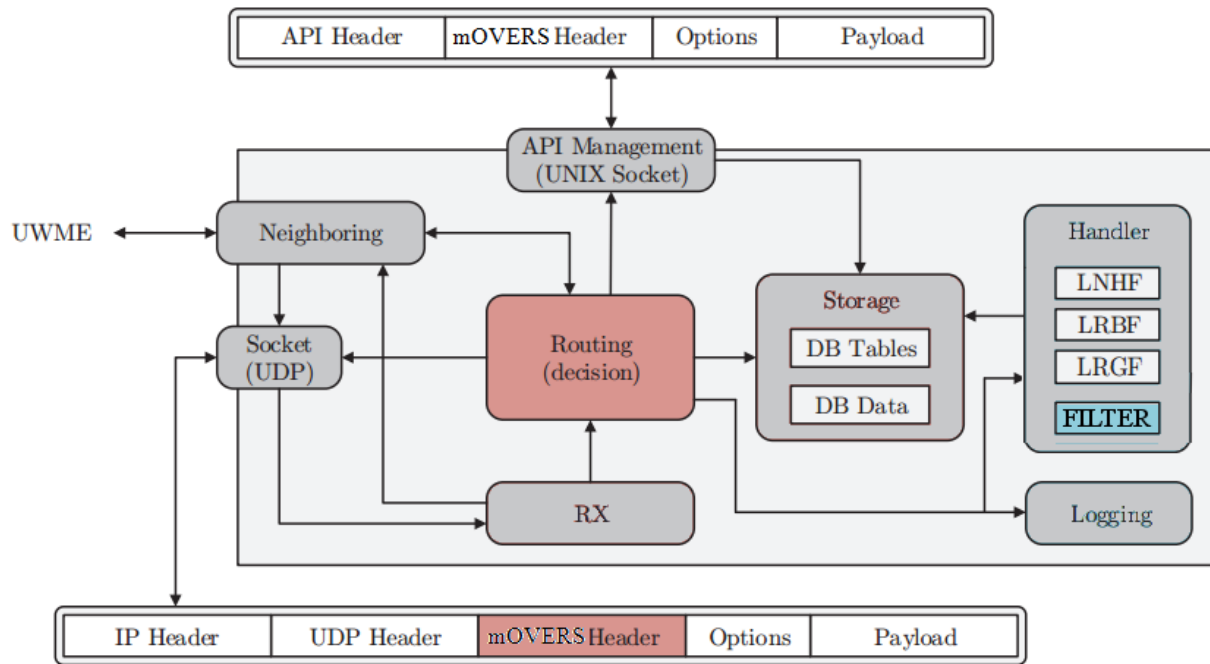 API Header mOVERS Header Options Payload
API Management
(UNIX Socket)
UWME
Neighboring
Handler
LNHF
LRBF
LRGF
FILTER
Storage
DB Tables
DB Data
Routing
(decision)
Socket
(UDP)
RX
Logging
IP Header UDP Header mOVERS Header Options Payload